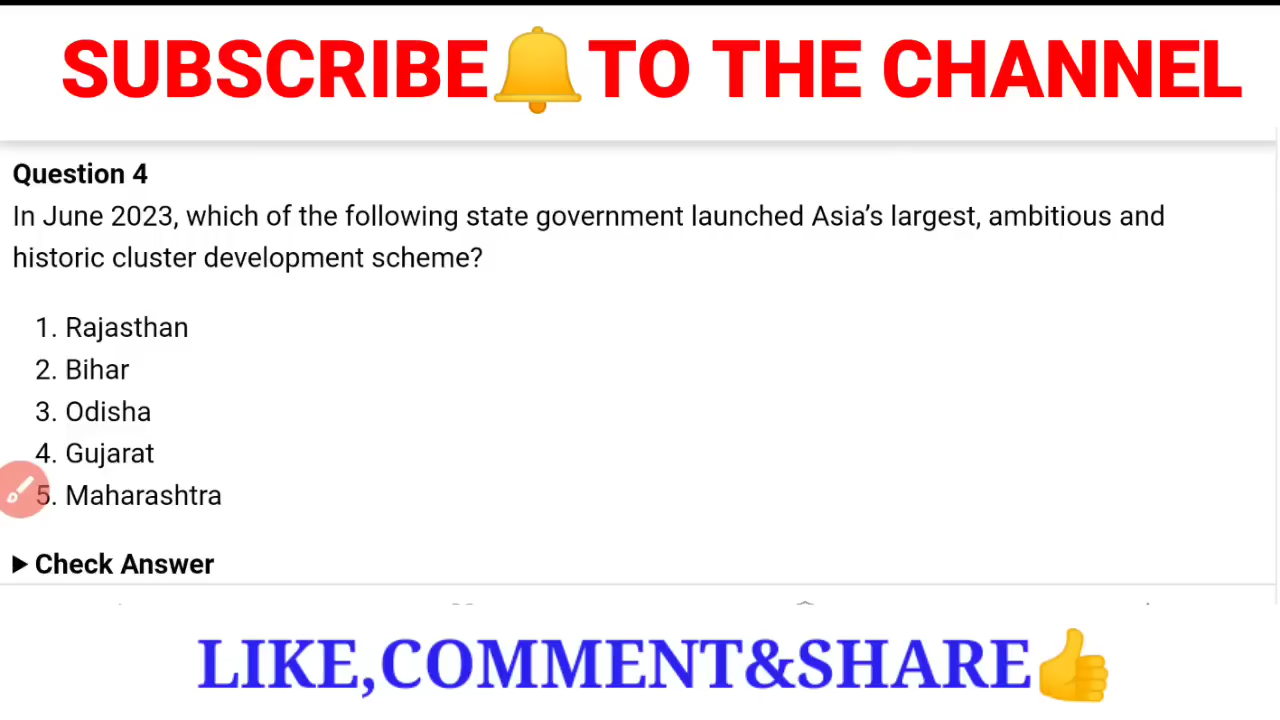 SUBSCRIBE🔔TO THE CHANNEL
Question 4
In June 2023, which of the following state government launched Asia’s largest, ambitious and
historic cluster development scheme?
1. Rajasthan
2. Bihar
3. Odisha
4. Gujarat
5. Maharashtra
▶ Check Answer
LIKE,COMMENT&SHARE👍